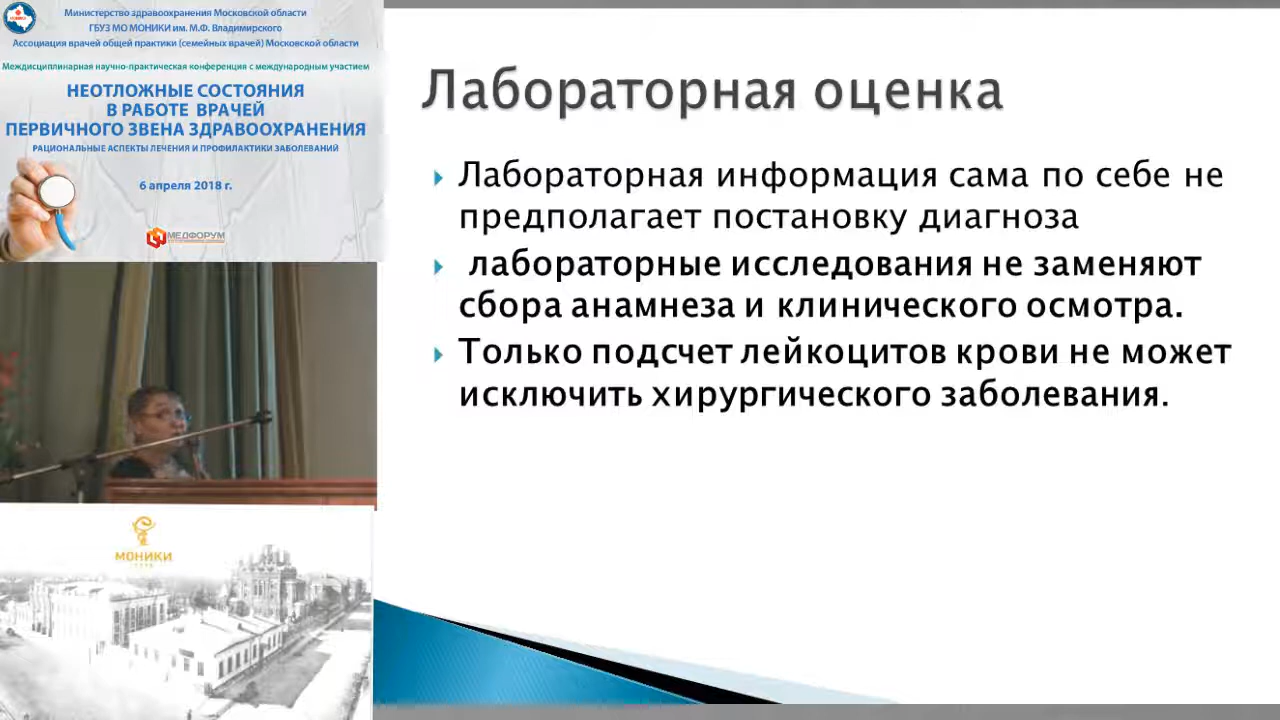 Министерство здравоохранения Московской области
ГБУЗ МО МОНИКИ им. М.Ф. Владимирского
Ассоциация врачей общей практики (семейных врачей) Московской области
Междисциплинарная научно-практическая конференция с международным участием
НЕОТЛОЖНЫЕ СОСТОЯНИЯ
В РАБОТЕ ВРАЧЕЙ
ПЕРВИЧНОГО ЗВЕНА ЗДРАВООХРАНЕНИЯ
РАЦИОНАЛЬНЫЕ АСПЕКТЫ ЛЕЧЕНИЯ И ПРОФИЛАКТИКИ ЗАБОЛЕВАНИЙ
6 апреля 2018 г.
МЕДФОРУМ
МОНИКИ
Лабораторная оценка
Лабораторная информация сама по себе не
предполагает постановку диагноза
лабораторные исследования не заменяют
сбора анамнеза и клинического осмотра.
Только подсчет лейкоцитов крови не может
исключить хирургического заболевания.